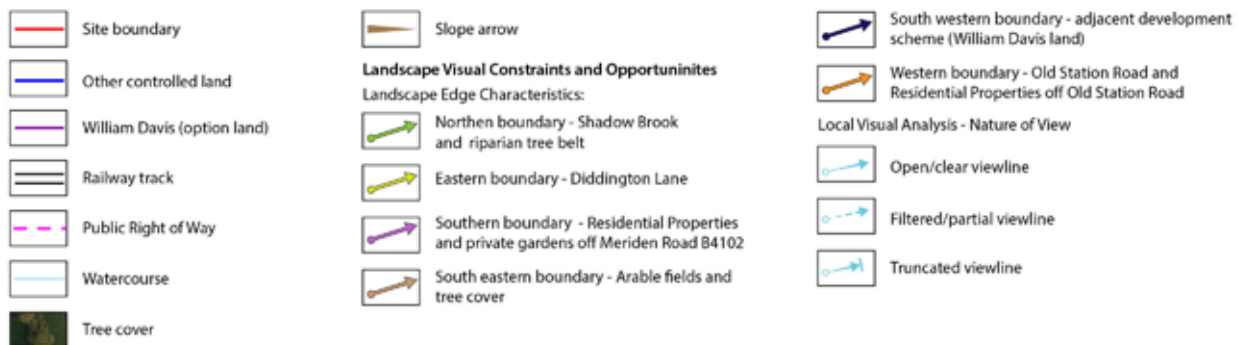 Site boundary
Other controlled land
William Davis (option land)
Railway track
Public Right of Way
Watercourse
Tree cover
Slope arrow
Landscape Visual Constraints and Opportuninites
Landscape Edge Characteristics:
Northen boundary - Shadow Brook
and riparian tree belt
Eastern boundary - Diddington Lane
Southern boundary - Residential Properties
and private gardens off Meriden Road B4102
South eastern boundary - Arable fields and
tree cover
South western boundary - adjacent development
scheme (William Davis land)
Western boundary - Old Station Road and
Residential Properties off Old Station Road
Local Visual Analysis - Nature of View
Open/clear viewline
Filtered/partial viewline
Truncated viewline